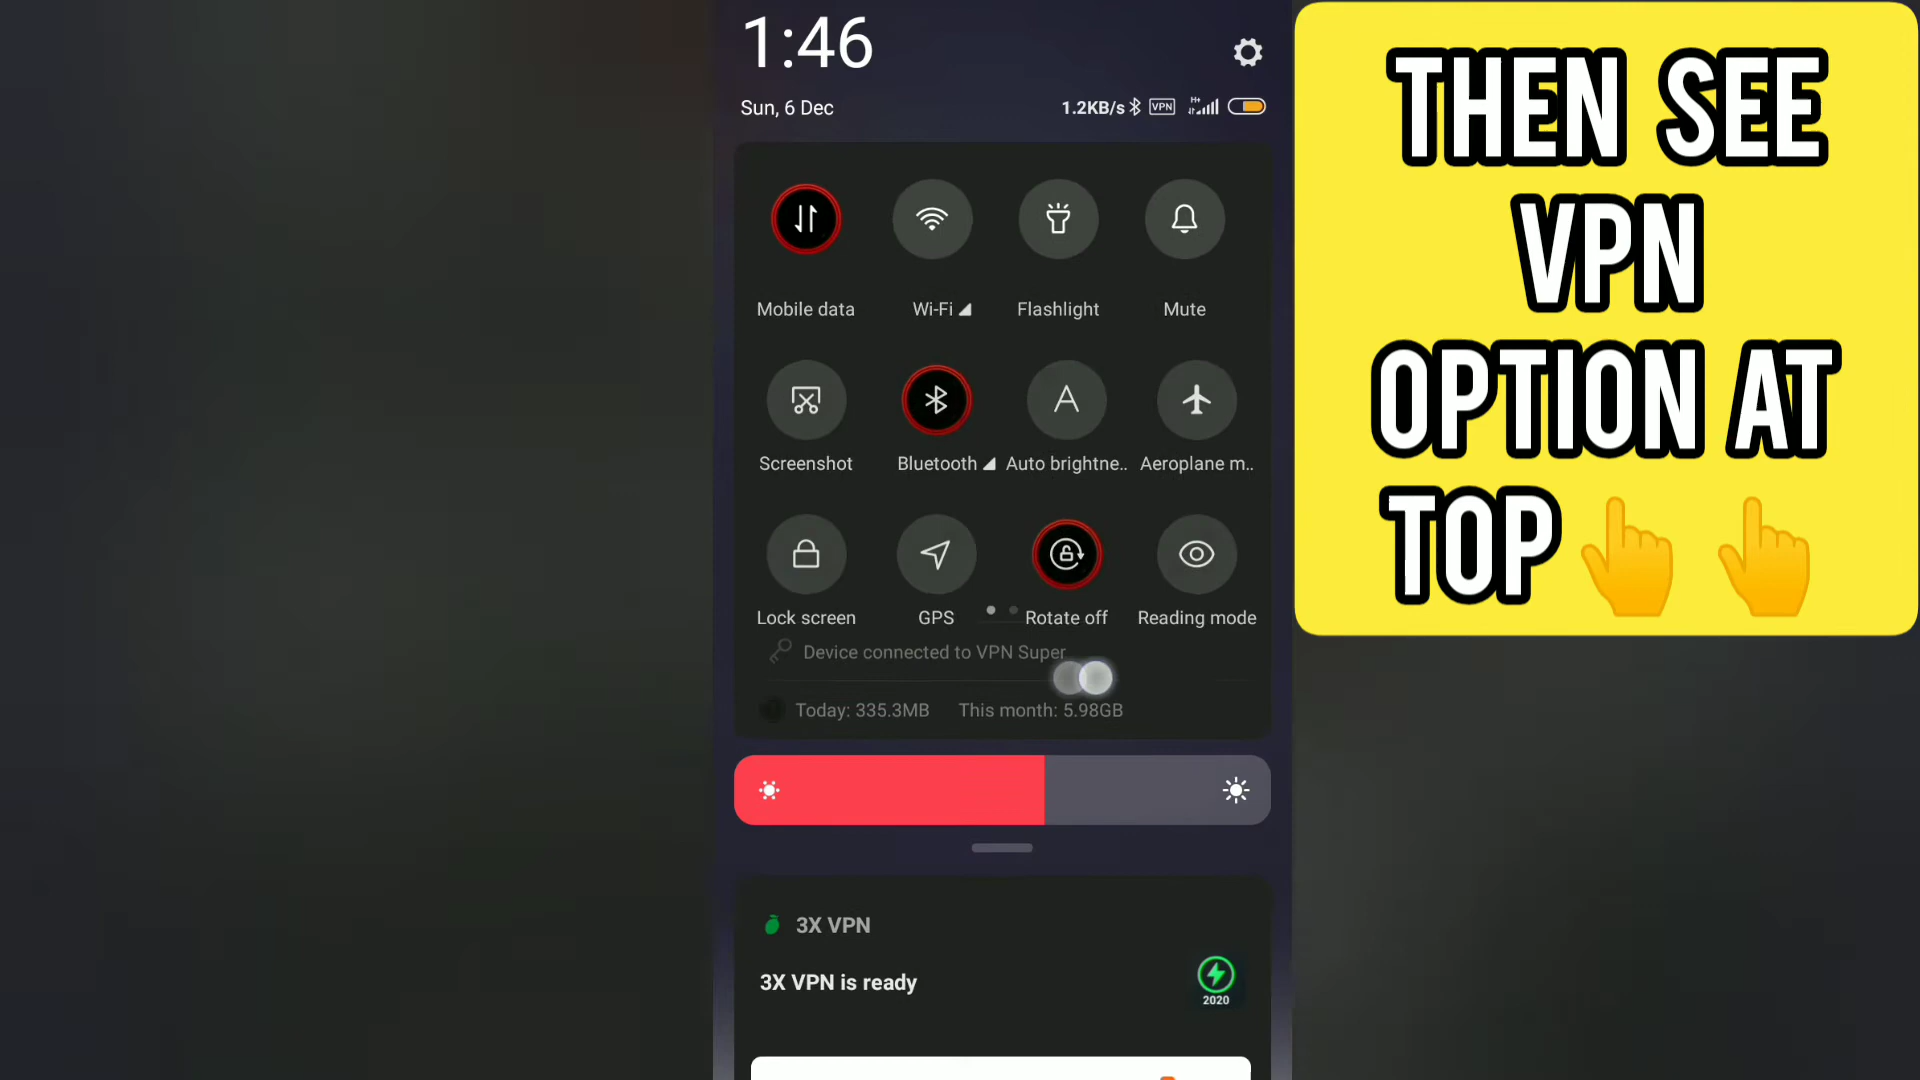 1:46
Sun, 6 Dec
1.2KB/s VPN H+
Mobile data Wi-Fi Flashlight Mute
A
Screenshot Bluetooth Auto brightne.. Aeroplane m..
Lock screen GPS Rotate off Reading mode
Device connected to VPN Super
Today: 335.3MB This month: 5.98GB
3X VPN
3X VPN is ready
2020
THEN SEE
VPN
OPTION AT
TOP👆 👆